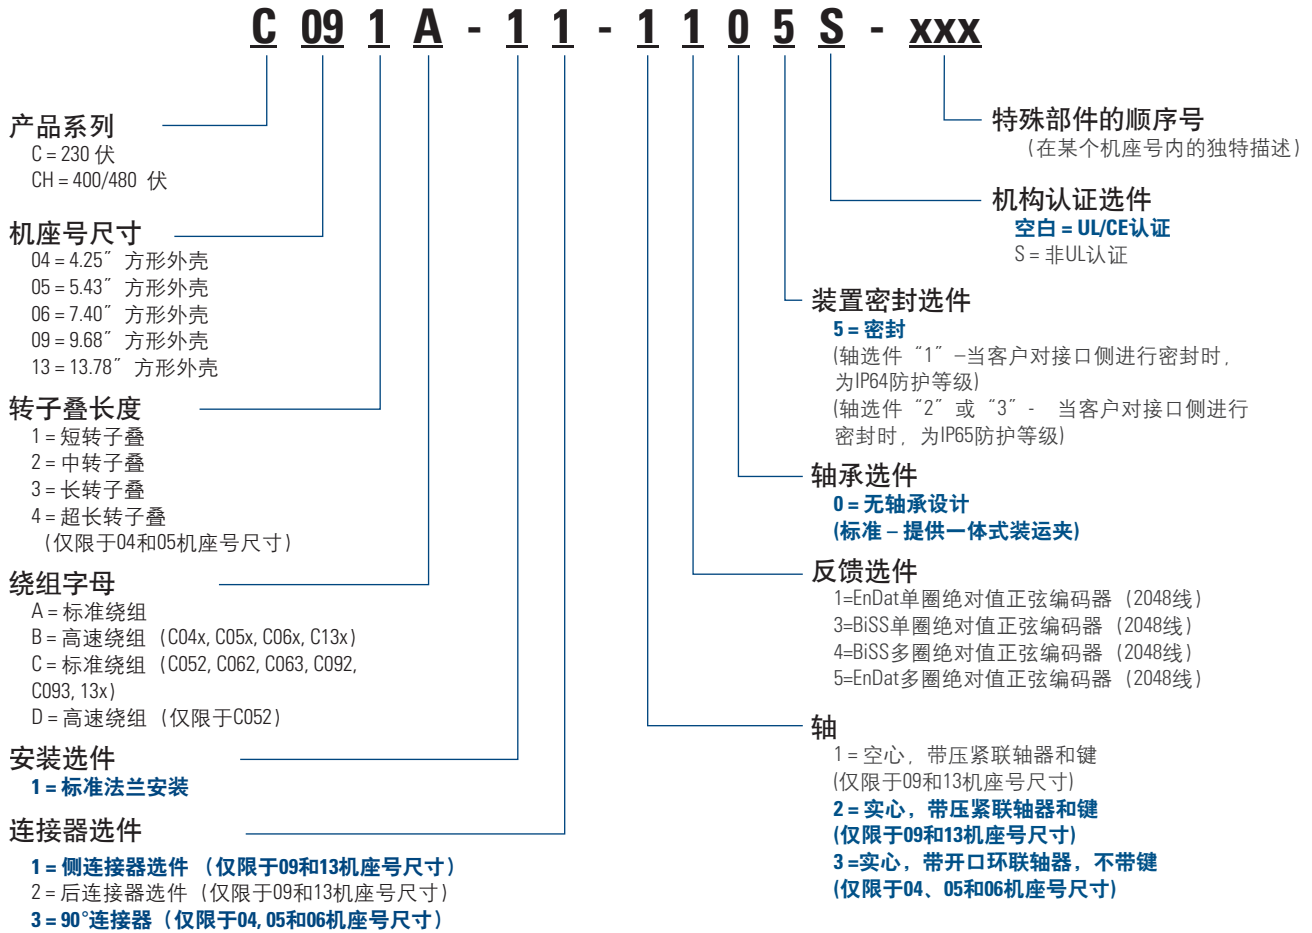 C 09 1 A - 1 1 - 1 1 0 5 S - xxx
产品系列
C = 230 伏
CH = 400/480 伏
机座号尺寸
04 = 4.25″ 方形外壳
05 = 5.43″ 方形外壳
06 = 7.40″ 方形外壳
09 = 9.68″ 方形外壳
13 = 13.78″ 方形外壳
转子叠长度
1 = 短转子叠
2 = 中转子叠
3 = 长转子叠
4 = 超长转子叠
(仅限于04和05机座号尺寸)
绕组字母
A = 标准绕组
B = 高速绕组 (C04x, C05x, C06x, C13x)
C = 标准绕组 (C052, C062, C063, C092,
C093, 13x)
D = 高速绕组 (仅限于C052)
安装选件
1 = 标准法兰安装
连接器选件
1 = 侧连接器选件 (仅限于09和13机座号尺寸)
2 = 后连接器选件 (仅限于09和13机座号尺寸)
3 = 90°连接器 (仅限于04, 05和06机座号尺寸)
特殊部件的顺序号
(在某个机座号内的独特描述)
机构认证选件
空白 = UL/CE认证
S = 非UL认证
装置密封选件
5 = 密封
(轴选件 “1” –当客户对接口侧进行密封时,
为IP64防护等级)
(轴选件 “2” 或 “3” - 当客户对接口侧进行
密封时, 为IP65防护等级)
轴承选件
0 = 无轴承设计
(标准 – 提供一体式装运夹)
反馈选件
1=EnDat单圈绝对值正弦编码器 (2048线)
3=BiSS单圈绝对值正弦编码器 (2048线)
4=BiSS多圈绝对值正弦编码器 (2048线)
5=EnDat多圈绝对值正弦编码器 (2048线)
轴
1 = 空心, 带压紧联轴器和键
(仅限于09和13机座号尺寸)
2 = 实心, 带压紧联轴器和键
(仅限于09和13机座号尺寸)
3 =实心, 带开口环联轴器, 不带键
(仅限于04、05和06机座号尺寸)